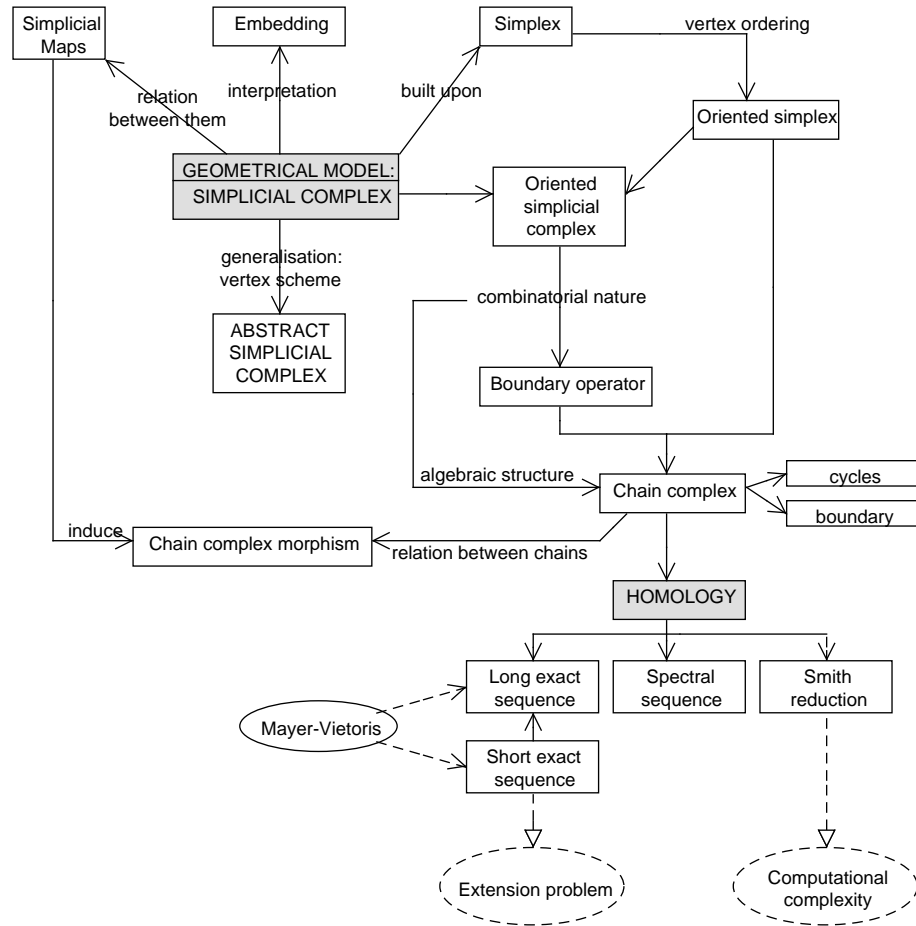 Simplicial
Maps
Embedding
Simplex
vertex ordering
relation
between them
interpretation
built upon
Oriented simplex
GEOMETRICAL MODEL:
SIMPLICIAL COMPLEX
Oriented
simplicial
complex
generalisation:
vertex scheme
combinatorial nature
ABSTRACT
SIMPLICIAL
COMPLEX
Boundary operator
algebraic structure
Chain complex
cycles
boundary
induce
Chain complex morphism
relation between chains
HOMOLOGY
Long exact
sequence
Spectral
sequence
Smith
reduction
Mayer-Vietoris
Short exact
sequence
Extension problem
Computational
complexity